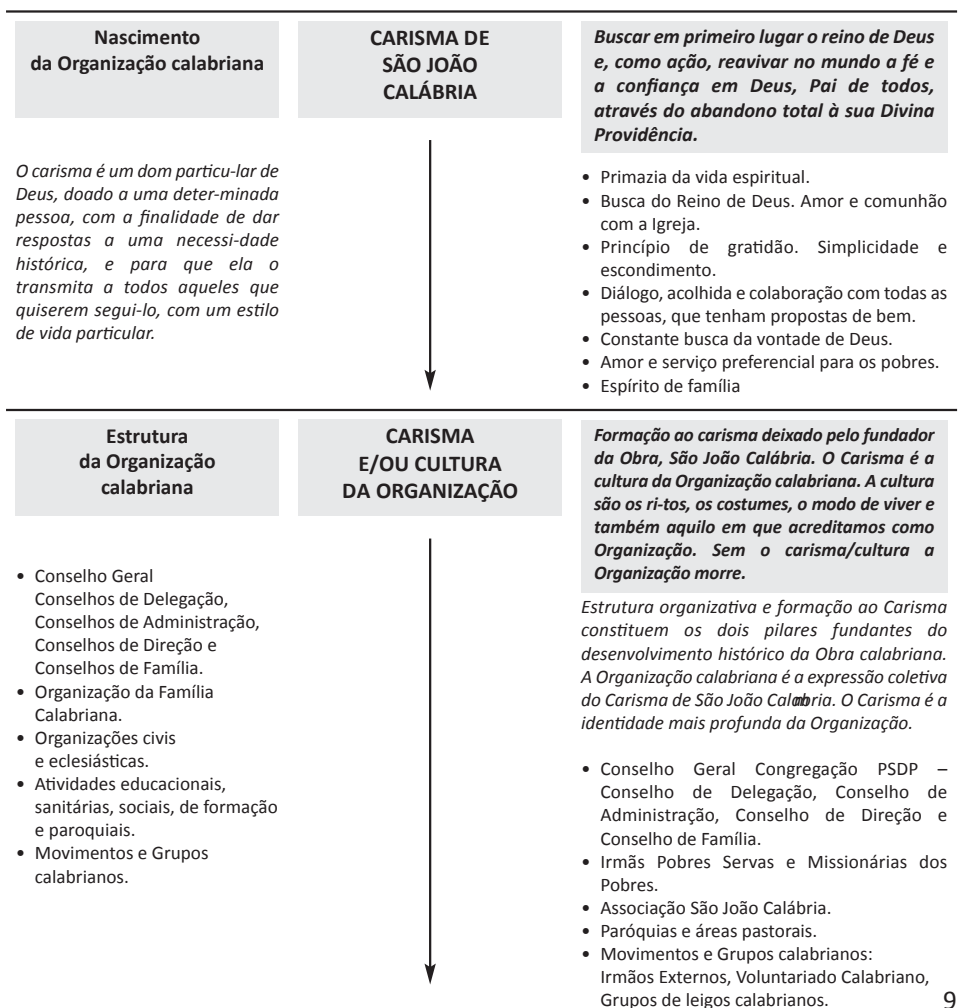 Nascimento
da Organização calabriana
CARISMA DE
SÃO JOÃO
CALÁBRIA
Buscar em primeiro lugar o reino de Deus
e, como ação, reavivar no mundo a fé e
a confiança em Deus, Pai de todos,
através do abandono total à sua Divina
Providência.
O carisma é um dom particu-lar de
Deus, doado a uma deter-minada
pessoa, com a finalidade de dar
respostas a uma necessi-dade
histórica, e para que ela o
transmita a todos aqueles que
quiserem segui-lo, com um estilo
de vida particular.
• Primazia da vida espiritual.
• Busca do Reino de Deus. Amor e comunhão
com a Igreja.
• Princípio de gratidão. Simplicidade e
escondimento.
• Diálogo, acolhida e colaboração com todas as
pessoas, que tenham propostas de bem.
• Constante busca da vontade de Deus.
• Amor e serviço preferencial para os pobres.
• Espírito de família
Estrutura
da Organização
calabriana
CARISMA
E/OU CULTURA
DA ORGANIZAÇÃO
Formação ao carisma deixado pelo fundador
da Obra, São João Calábria. O Carisma é a
cultura da Organização calabriana. A cultura
são os ri-tos, os costumes, o modo de viver e
também aquilo em que acreditamos como
Organização. Sem o carisma/cultura a
Organização morre.
• Conselho Geral
Conselhos de Delegação,
Conselhos de Administração,
Conselhos de Direção e
Conselhos de Família.
• Organização da Família
Calabriana.
• Organizações civis
e eclesiásticas.
• Atividades educacionais,
sanitárias, sociais, de formação
e paroquiais.
• Movimentos e Grupos
calabrianos.
Estrutura organizativa e formação ao Carisma
constituem os dois pilares fundantes do
desenvolvimento histórico da Obra calabriana.
A Organização calabriana é a expressão coletiva
do Carisma de São João . O Carisma é a
identidade mais profunda da Organização.
• Conselho Geral Congregação PSDP –
Conselho de Delegação, Conselho de
Administração, Conselho de Direção e
Conselho de Família.
• Irmãs Pobres Servas e Missionárias dos
Pobres.
• Associação São João Calábria.
• Paróquias e áreas pastorais.
• Movimentos e Grupos calabrianos:
Irmãos Externos, Voluntariado Calabriano,
Grupos de leigos calabrianos.
9